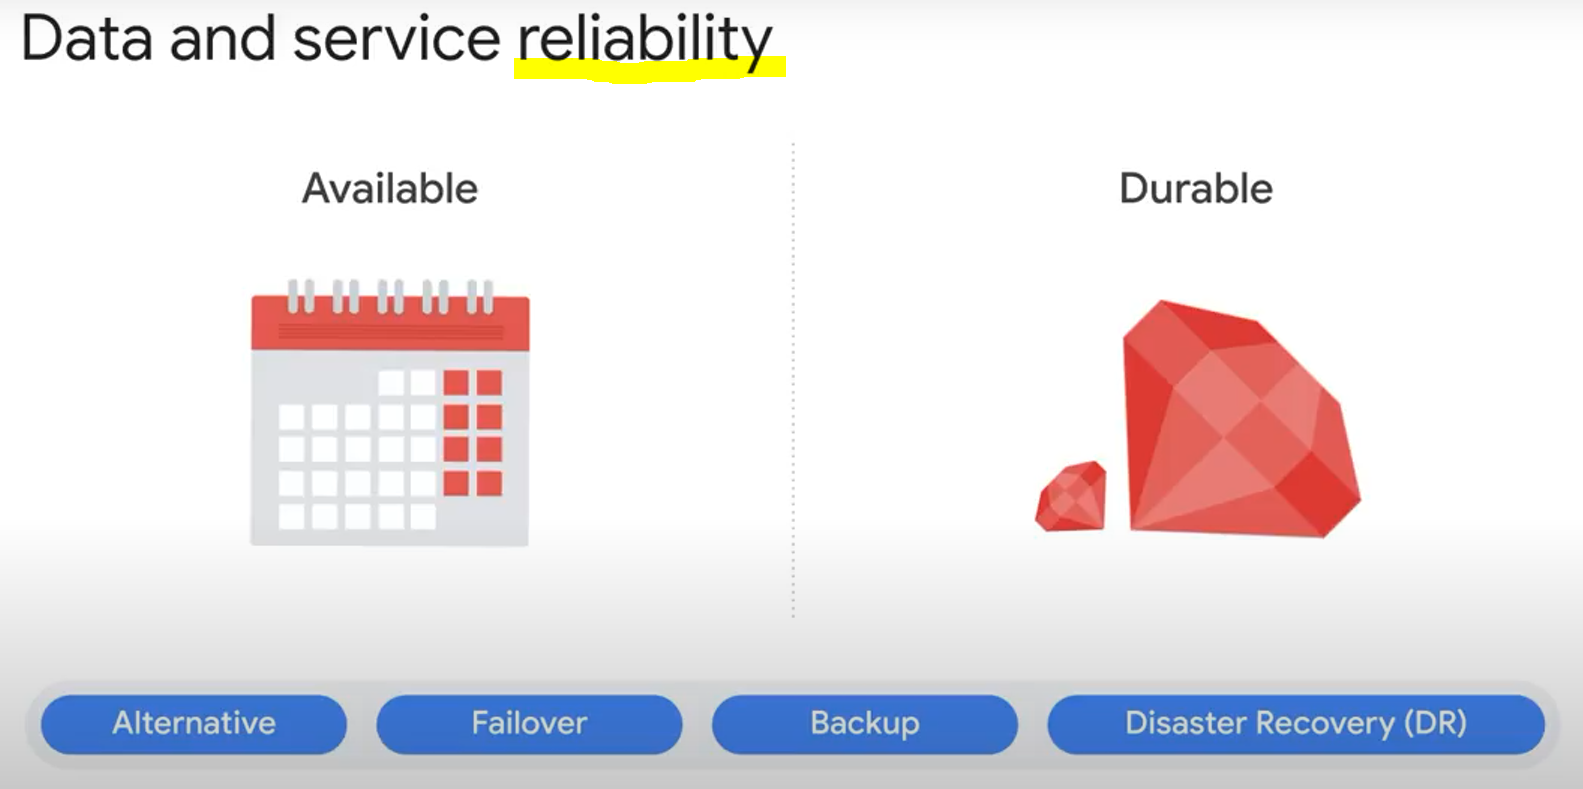 Data and service reliability
Available
Durable
Alternative
Failover
Backup
Disaster Recovery (DR)